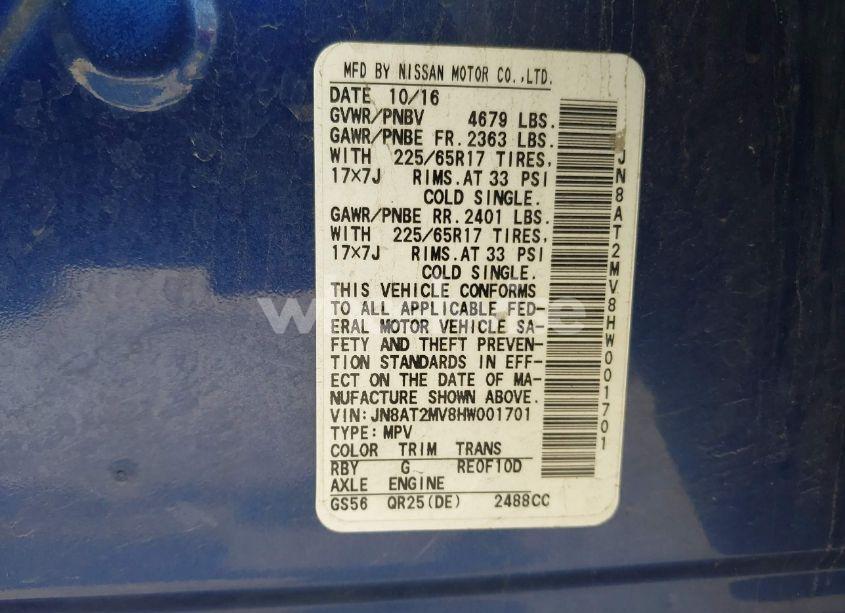 MFD BY NISSAN MOTOR CO.,LTD.
DATE 10/16
GVWR/PNBV 4679 LBS.
GAWR/PNBE FR. 2363 LBS.
WITH 225/65R17 TIRES,
17×7J RIMS.AT 33 PSI
COLD SINGLE.
GAWR/PNBE RR. 2401 LBS.
WITH 225/65R17 TIRES,
17×7J RIMS.AT 33 PSI
COLD SINGLE.
THIS VEHICLE CONFORMS
TO ALL APPLICABLE FED-
ERAL MOTOR VEHICLE SA-
FETY AND THEFT PREVEN-
TION STANDARDS IN EFF-
ECT ON THE DATE OF MA-
NUFACTURE SHOWN ABOVE.
VIN: JN8AT2MV8HW001701
TYPE: MPV
COLOR TRIM TRANS
RBY G RE0F10D
AXLE ENGINE
GS56 QR25(DE) 2488CC
JN8AT2MV8HW001701